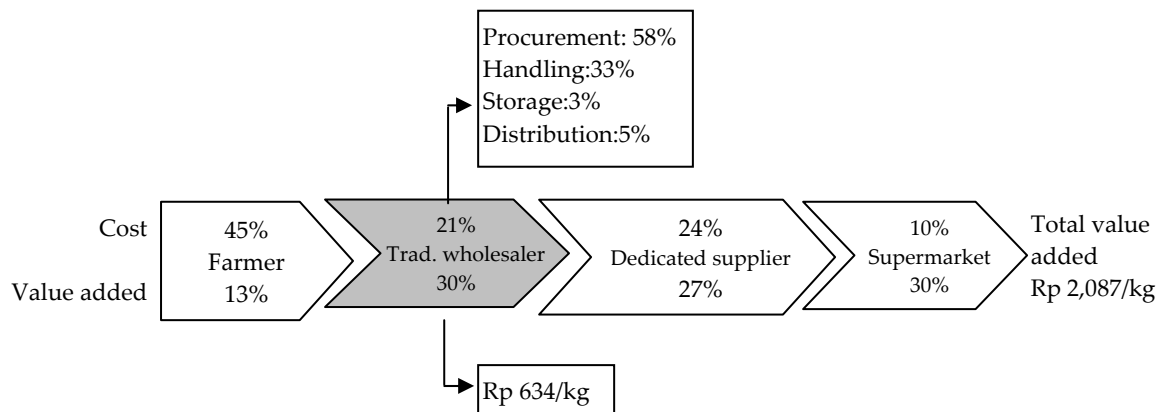 Procurement: 58%
Handling:33%
Storage:3%
Distribution:5%
Cost
45%
21%
24%
10%
Total value
added
Rp 2,087/kg
Farmer
Trad. wholesaler
Dedicated supplier
Supermarket
Value added
13%
30%
27%
30%
Rp 634/kg